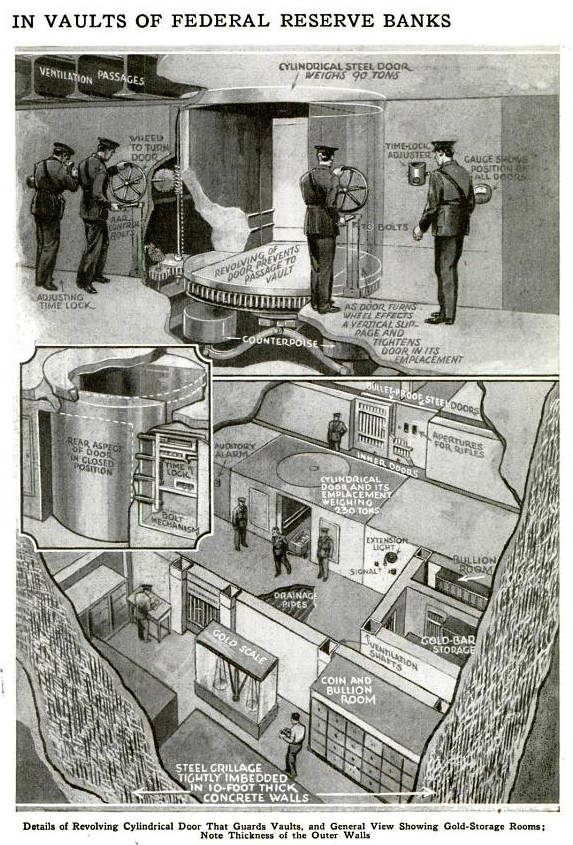 IN VAULTS OF FEDERAL RESERVE BANKS
VENTILATION PASSAGES
CYLINDRICAL STEEL DOOR
WEIGHS 90 TONS
WHEEL
TO TURN
DOOR
TIME-LOCK
ADJUSTER
GAUGE SHOWS
POSITION OF
ALL DOORS
BAR
CONTROL
BOLTS
TO BOLTS
REVOLVING OF
DOOR PREVENTS
PASSAGE TO
VAULT
ADJUSTING
TIME LOCK
AS DOOR TURNS
WHEEL EFFECTS
A VERTICAL SLIP-
PAGE AND
TIGHTENS
DOOR IN ITS
EMPLACEMENT
COUNTERPOISE
REAR ASPECT
OF DOOR
IN CLOSED
POSITION
TIME
LOCK
BOLT
MECHANISM
BULLET-PROOF STEEL DOORS
APERTURES
FOR RIFLES
AUDITORY
ALARM
INNER DOORS
CYLINDRICAL
DOOR AND ITS
EMPLACEMENT
WEIGHING
230 TONS
EXTENSION
LIGHT
SIGNAL
BULLION
ROOM
DRAINAGE
PIPES
GOLD-BAR
STORAGE
VENTILATION
SHAFTS
GOLD SCALE
COIN AND
BULLION
ROOM
STEEL GRILLAGE
TIGHTLY IMBEDDED
IN 10-FOOT THICK
CONCRETE WALLS
Details of Revolving Cylindrical Door That Guards Vaults, and General View Showing Gold-Storage Rooms;
Note Thickness of the Outer Walls